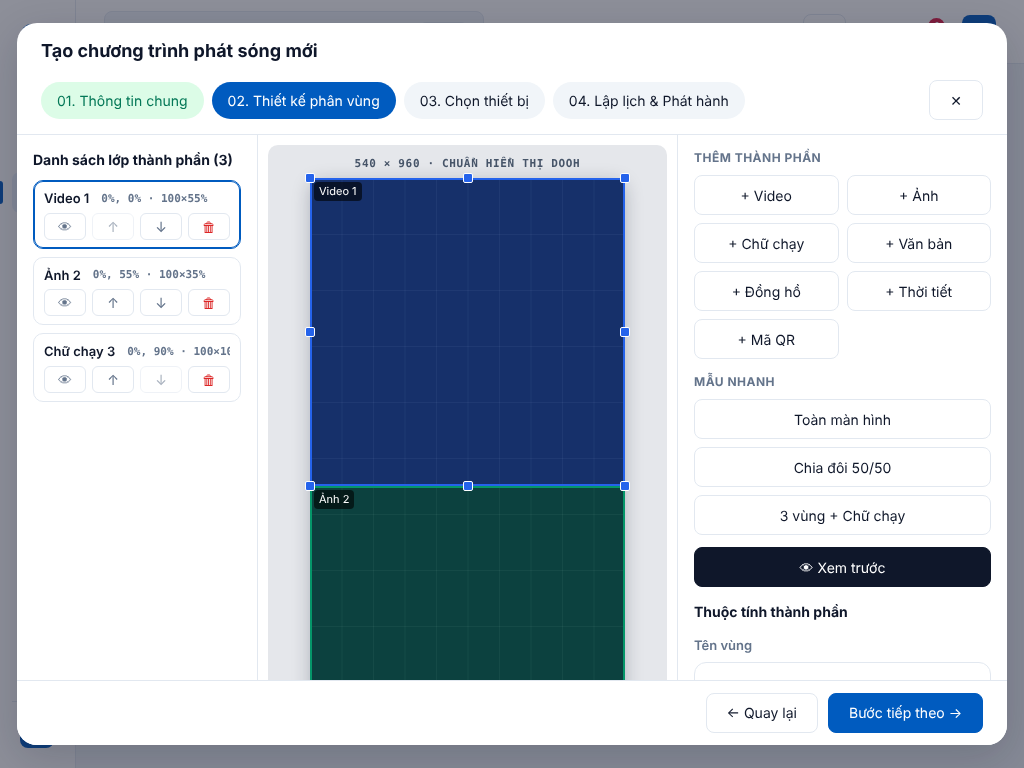 Tạo chương trình phát sóng mới
01. Thông tin chung
02. Thiết kế phân vùng
03. Chọn thiết bị
04. Lập lịch & Phát hành
×
Danh sách lớp thành phần (3)
Video 1 0%, 0% · 100×55%
Ảnh 2 0%, 55% · 100×35%
Chữ chạy 3 0%, 90% · 100×10
540 × 960 · CHUẨN HIỂN THỊ DOOH
Video 1
Ảnh 2
THÊM THÀNH PHẦN
+ Video
+ Ảnh
+ Chữ chạy
+ Văn bản
+ Đồng hồ
+ Thời tiết
+ Mã QR
MẪU NHANH
Toàn màn hình
Chia đôi 50/50
3 vùng + Chữ chạy
Xem trước
Thuộc tính thành phần
Tên vùng
← Quay lại
Bước tiếp theo →